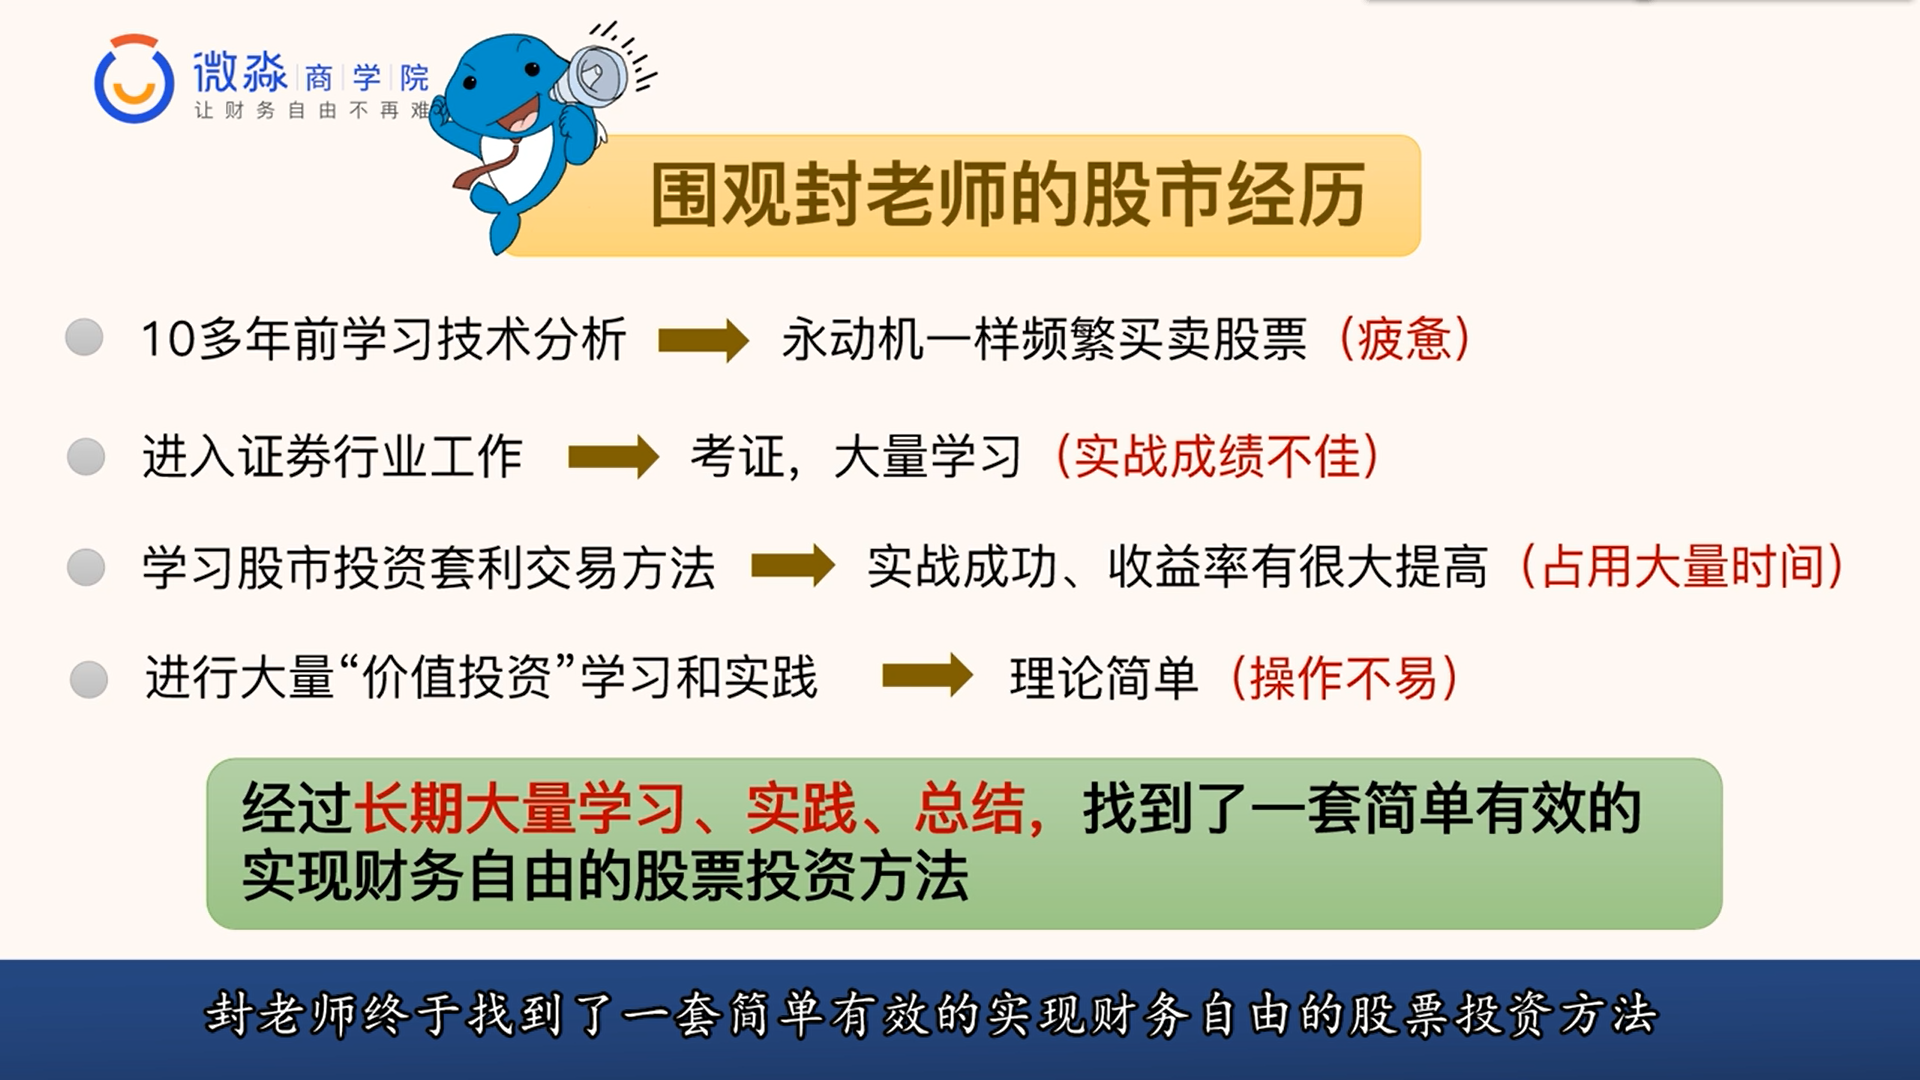 微淼 商 学 院
让财务自由不再难
围观封老师的股市经历
10多年前学习技术分析 永动机一样频繁买卖股票（疲惫）
进入证券行业工作 考证，大量学习（实战成绩不佳）
学习股市投资套利交易方法 实战成功、收益率有很大提高（占用大量时间）
进行大量“价值投资”学习和实践 理论简单（操作不易）
经过长期大量学习、实践、总结，找到了一套简单有效的
实现财务自由的股票投资方法
封老师终于找到了一套简单有效的实现财务自由的股票投资方法